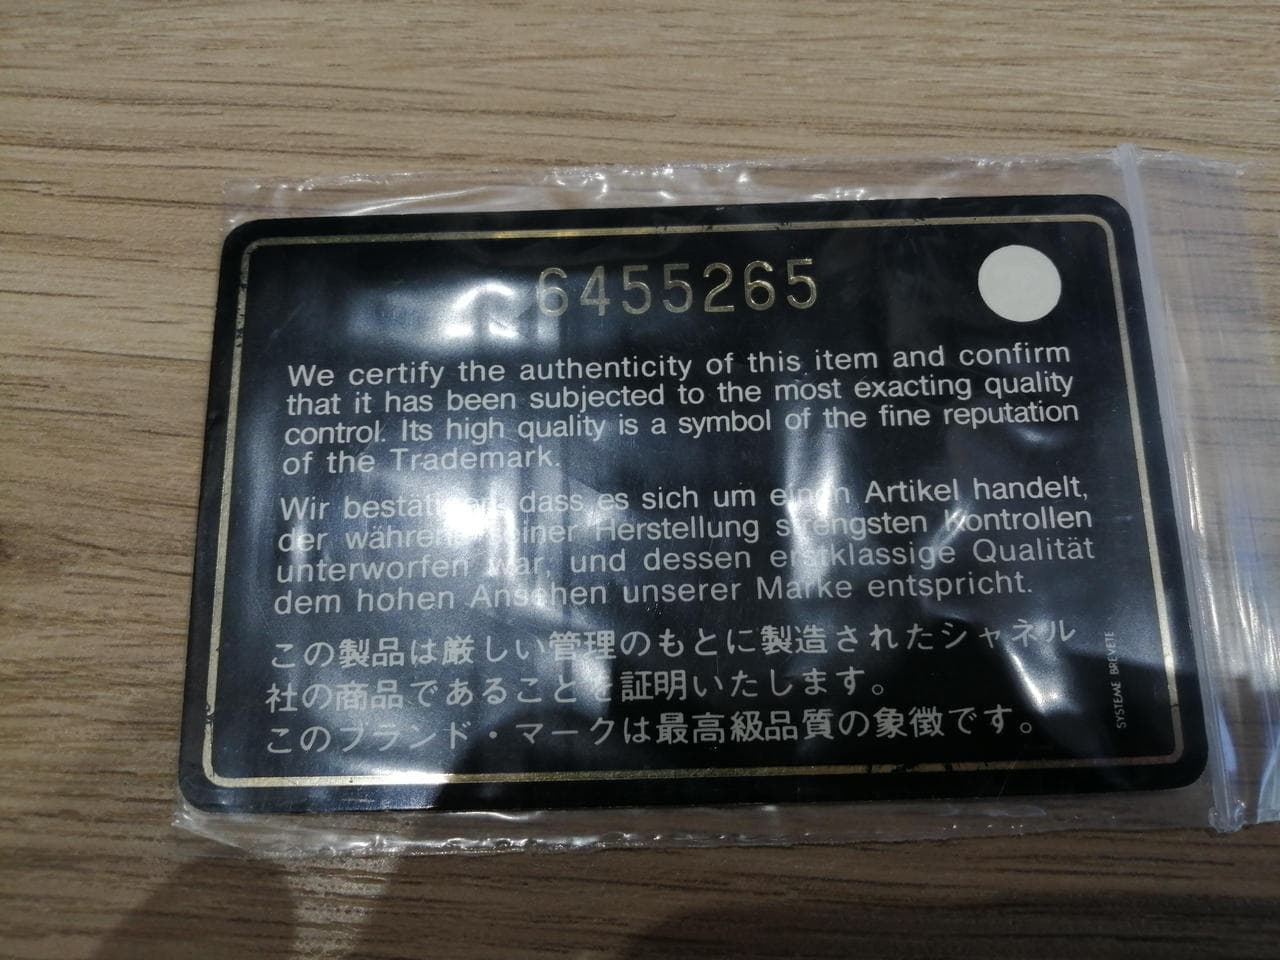 6455265
We certify the authenticity of this item and confirm
that it has been subjected to the most exacting quality
control. Its high quality is a symbol of the fine reputation
of the Trademark.
Wir bestätigen, dass es sich um einen Artikel handelt,
der während seiner Herstellung strengsten Kontrollen
unterworfen war, und dessen erstklassige Qualität
dem hohen Ansehen unserer Marke entspricht.
この製品は厳しい管理のもとに製造されたシャネル
社の商品であることを証明いたします。
このブランド・マークは最高級品質の象徴です。
SYSTEME BREVETE